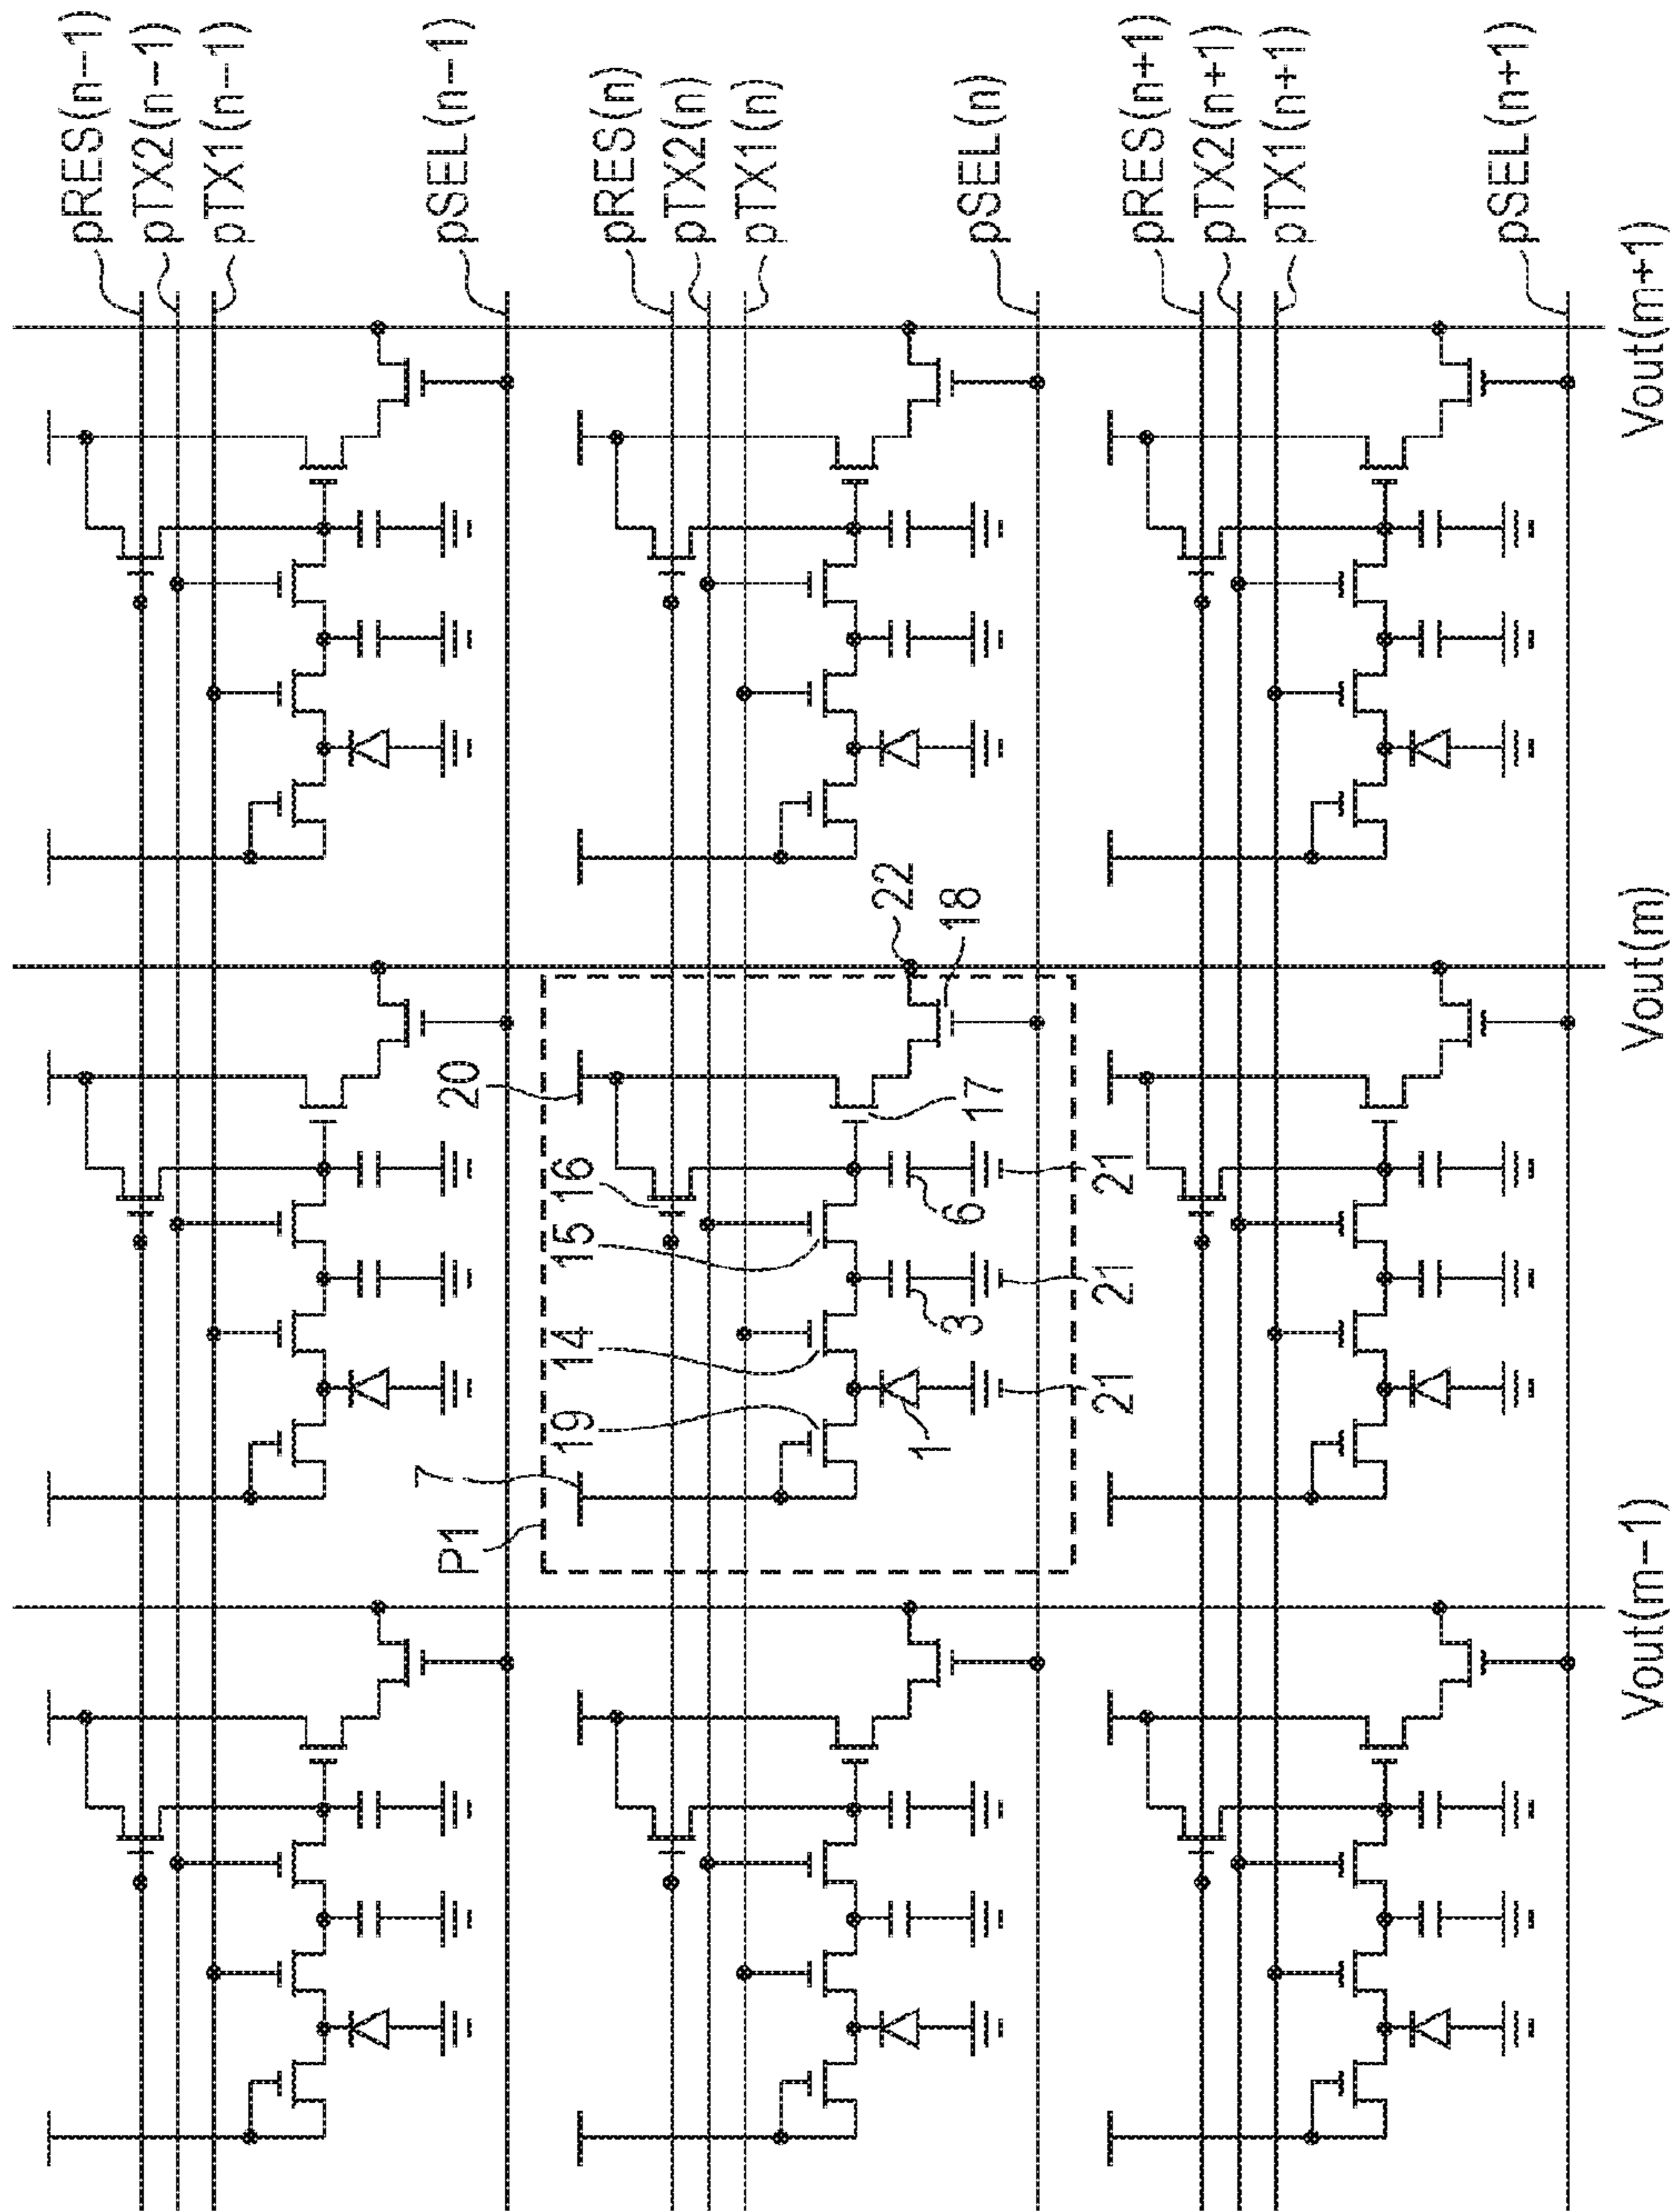 pRES(n-1)
pTX2(n-1)
pTX1(n-1)
pSEL(n-1)
pRES(n)
pTX2(n)
pTX1(n)
pSEL(n)
pRES(n+1)
pTX2(n+1)
pTX1(n+1)
pSEL(n+1)
P1
7
19
14
15
16
20
22
18
17
1
3
6
21
21
21
Vout(m-1)
Vout(m)
Vout(m+1)